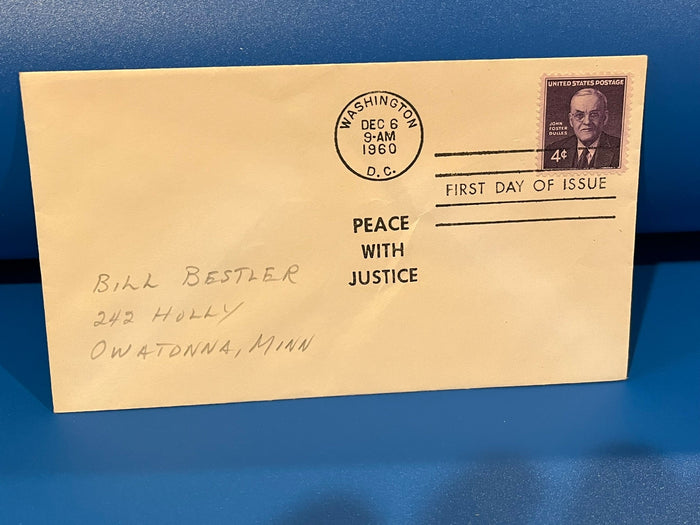 WASHINGTON
DEC 6
9-AM
1960
D.C.
UNITED STATES POSTAGE
JOHN
FOSTER
DULLES
4¢
FIRST DAY OF ISSUE
PEACE
WITH
JUSTICE
BILL BESTLER
242 HOLLY
OWATONNA, MINN